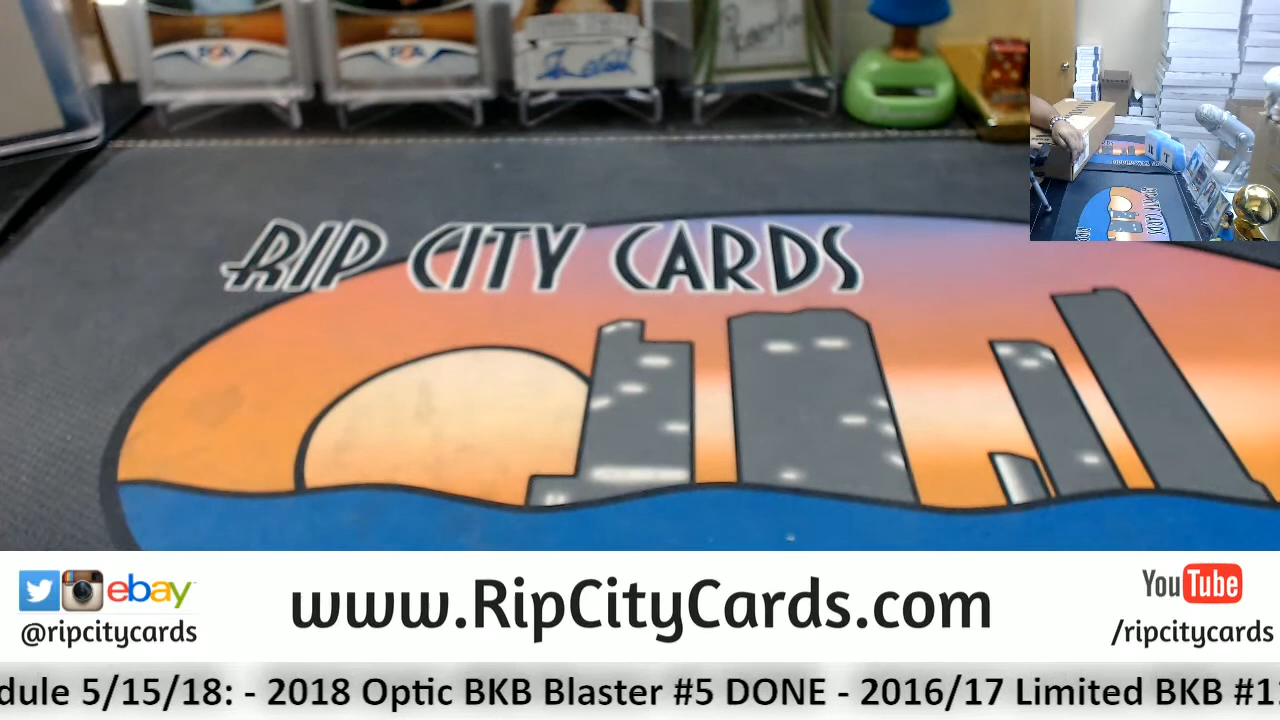 RIP CITY CARDS
ebay
@ripcitycards
www.RipCityCards.com
YouTube
/ripcitycards
dule 5/15/18: - 2018 Optic BKB Blaster #5 DONE - 2016/17 Limited BKB #1